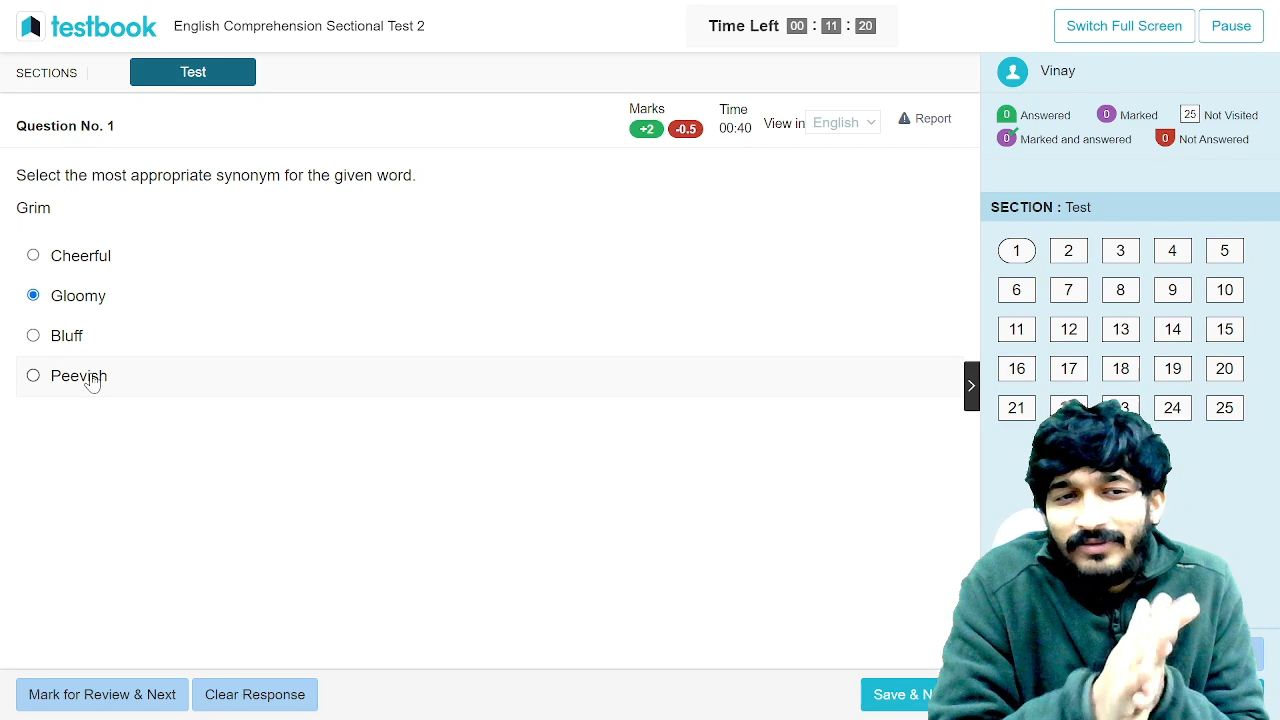 testbook English Comprehension Sectional Test 2 Time Left 00 : 11 : 20 Switch Full Screen Pause
SECTIONS Test Vinay
Question No. 1 Marks +2 -0.5 Time 00:40 View in English Report
0 Answered 0 Marked 25 Not Visited
0 Marked and answered 0 Not Answered
Select the most appropriate synonym for the given word.
Grim
Cheerful
Gloomy
Bluff
Peevish
SECTION : Test
1 2 3 4 5
6 7 8 9 10
11 12 13 14 15
16 17 18 19 20
21 24 25
Mark for Review & Next Clear Response Save &